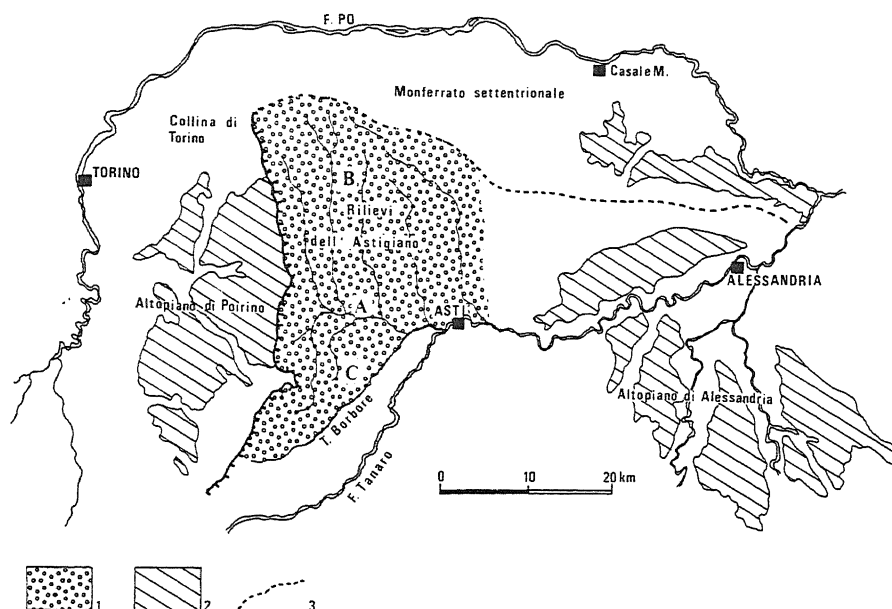 F. PO
Casale M.
Monferrato settentrionale
Collina di
Torino
TORINO
B
Rilievi
dell' Astigiano
ALESSANDRIA
Altopiano di Poirino
A
ASTI
C
T. Borbore
F. Tanaro
Altopiano di Alessandria
0 10 20 km
1 2 3